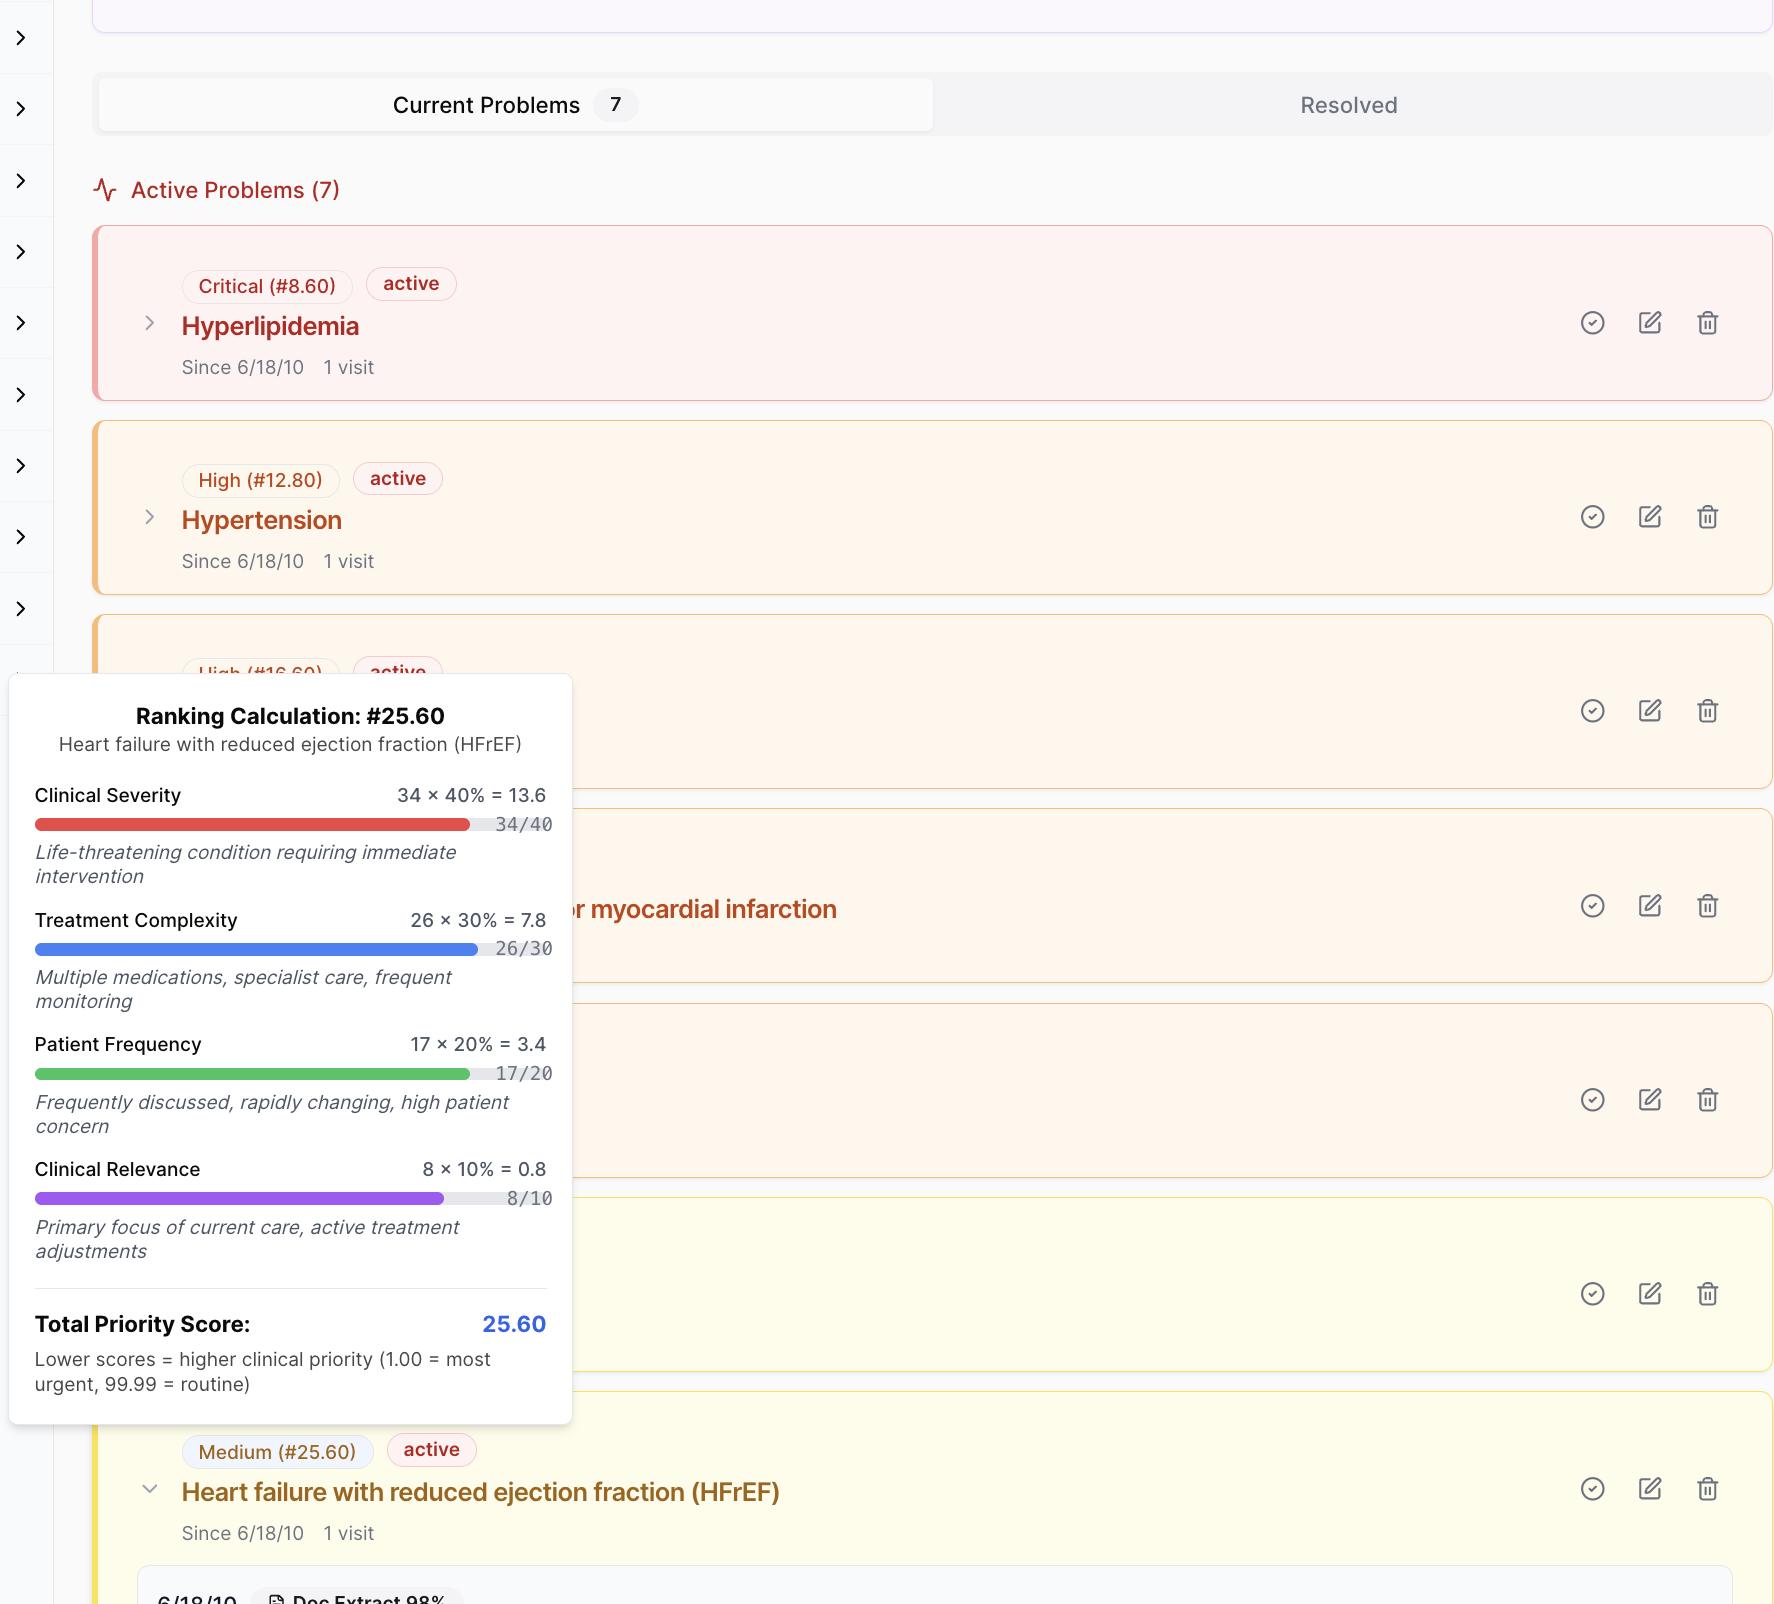 Current Problems 7
Resolved
Active Problems (7)
Critical (#8.60) active
Hyperlipidemia
Since 6/18/10 1 visit
High (#12.80) active
Hypertension
Since 6/18/10 1 visit
High (#16.60) active
or myocardial infarction
Ranking Calculation: #25.60
Heart failure with reduced ejection fraction (HFrEF)
Clinical Severity 34 × 40% = 13.6
34/40
Life-threatening condition requiring immediate
intervention
Treatment Complexity 26 × 30% = 7.8
26/30
Multiple medications, specialist care, frequent
monitoring
Patient Frequency 17 × 20% = 3.4
17/20
Frequently discussed, rapidly changing, high patient
concern
Clinical Relevance 8 × 10% = 0.8
8/10
Primary focus of current care, active treatment
adjustments
Total Priority Score: 25.60
Lower scores = higher clinical priority (1.00 = most
urgent, 99.99 = routine)
Medium (#25.60) active
Heart failure with reduced ejection fraction (HFrEF)
Since 6/18/10 1 visit
6/18/10 Doc Extract 98%